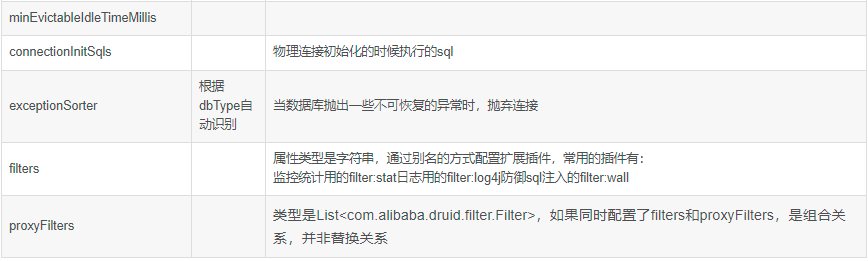 minEvictableIdleTimeMillis
connectionInitSqls
物理连接初始化的时候执行的sql
exceptionSorter
根据
dbType自
动识别
当数据库抛出一些不可恢复的异常时，抛弃连接
filters
属性类型是字符串，通过别名的方式配置扩展插件，常用的插件有：
监控统计用的filter:stat日志用的filter:log4j防御sql注入的filter:wall
proxyFilters
类型是List<com.alibaba.druid.filter.Filter>，如果同时配置了filters和proxyFilters，是组合关
系，并非替换关系